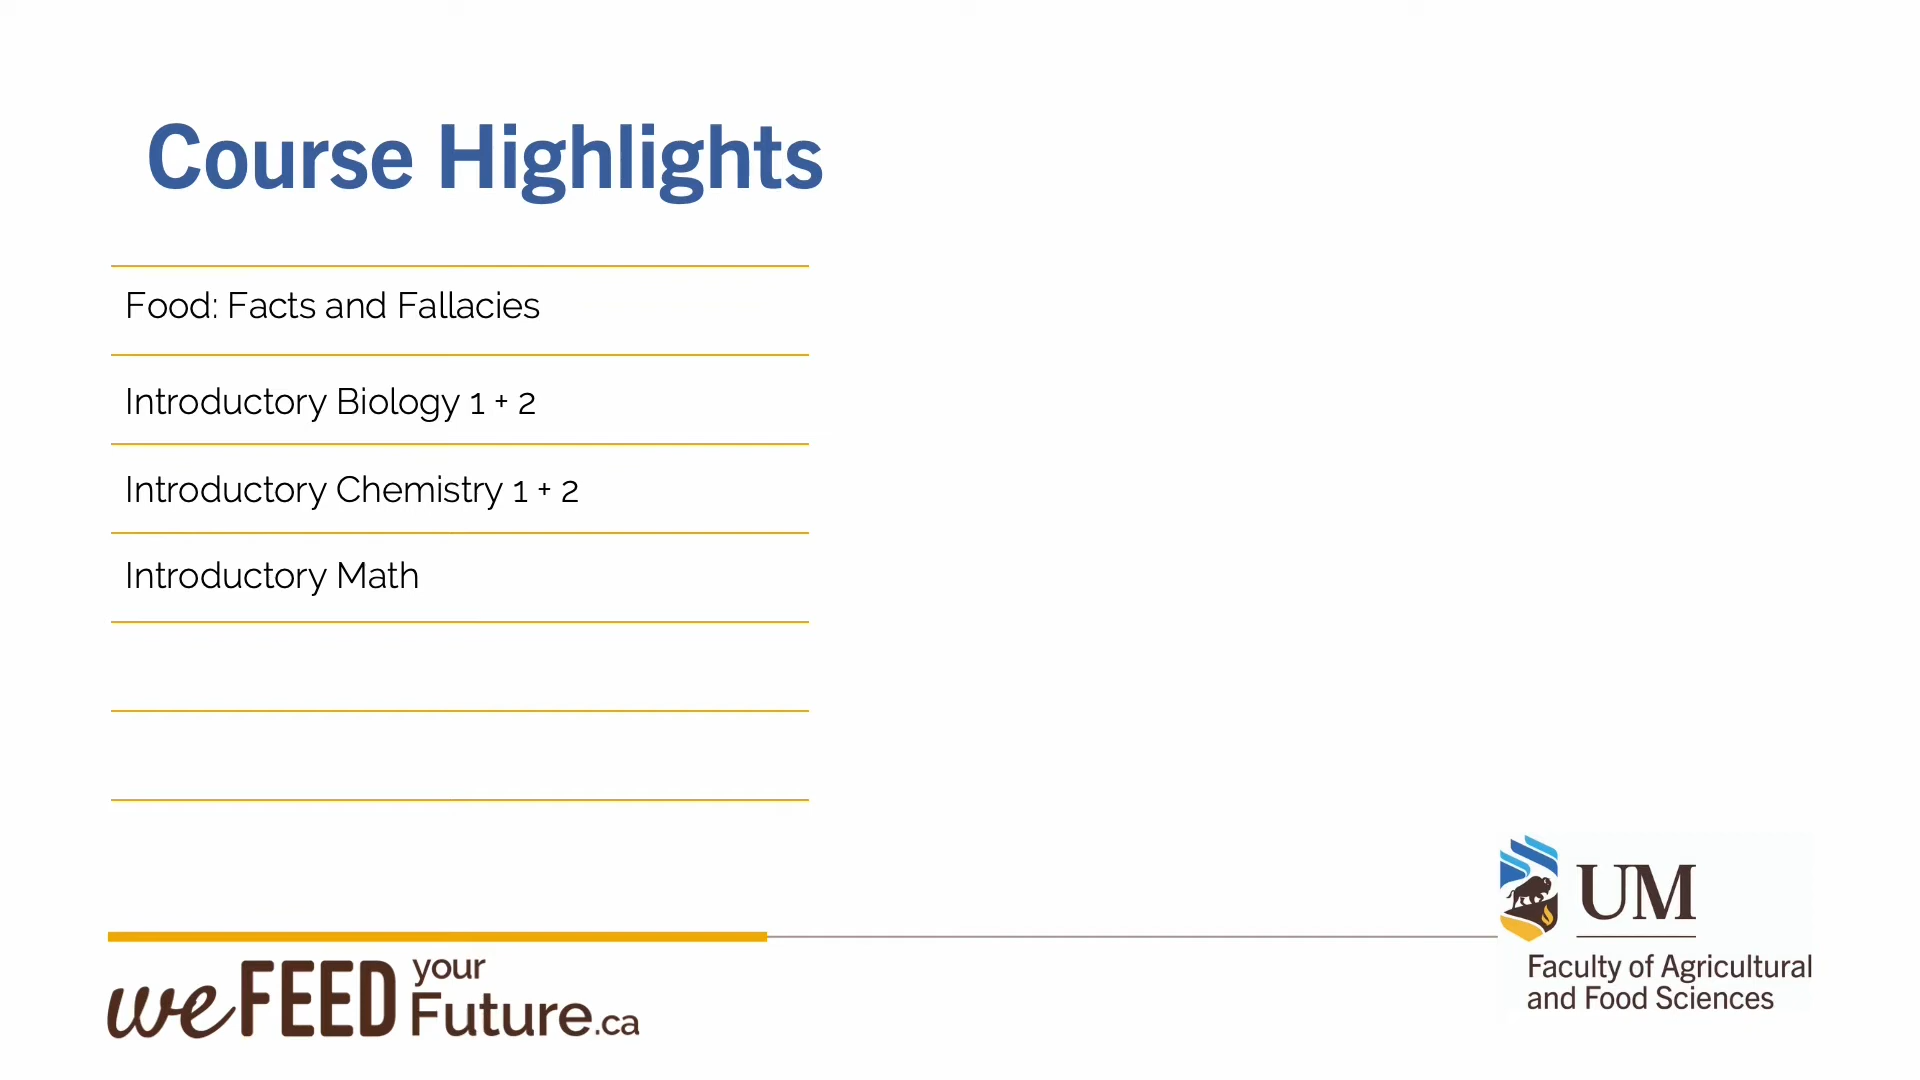 Course Highlights
Food: Facts and Fallacies
Introductory Biology 1 + 2
Introductory Chemistry 1 + 2
Introductory Math
we FEED your Future.ca
UM
Faculty of Agricultural
and Food Sciences